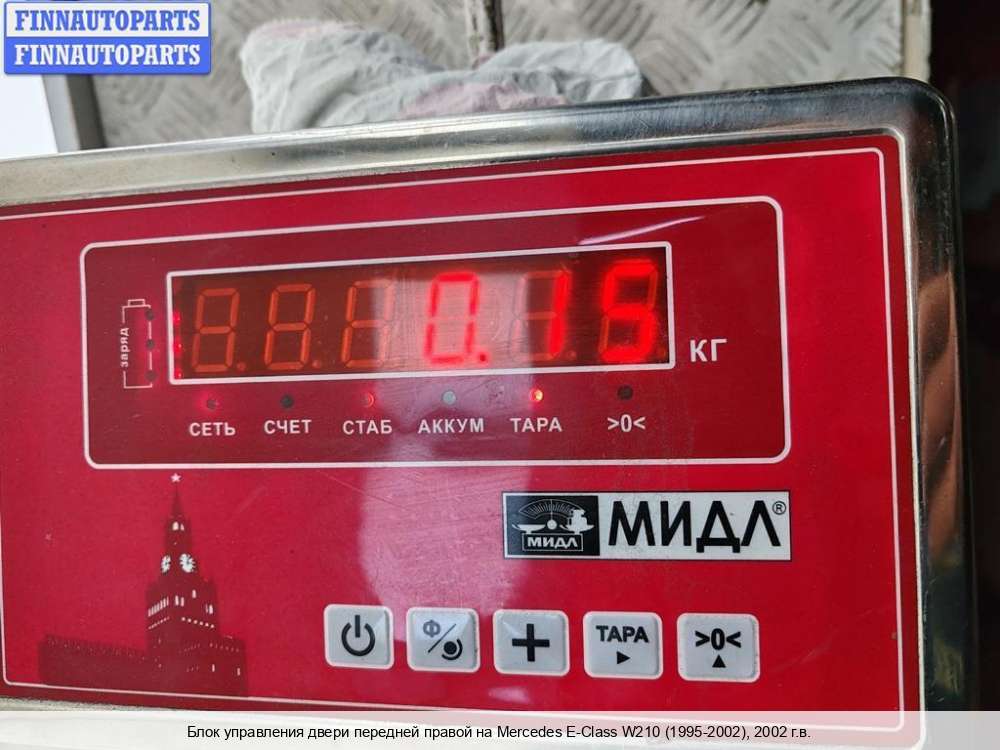 FINNAUTOPARTS
FINNAUTOPARTS
заряд
0.15
КГ
СЕТЬ СЧЕТ СТАБ АККУМ ТАРА >0<
МИДЛ МИДЛ®
Ф ТАРА >0<
Блок управления двери передней правой на Mercedes E-Class W210 (1995-2002), 2002 г.в.